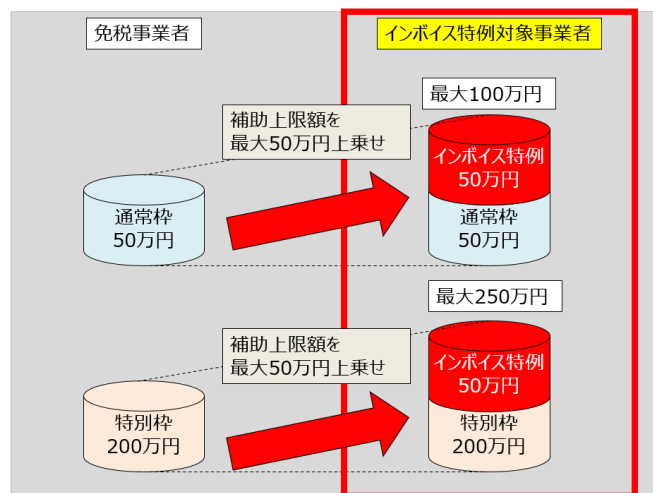 免税事業者
インボイス特例対象事業者
最大100万円
補助上限額を
最大50万円上乗せ
インボイス特例
50万円
通常枠
50万円
通常枠
50万円
最大250万円
補助上限額を
最大50万円上乗せ
インボイス特例
50万円
特別枠
200万円
特別枠
200万円